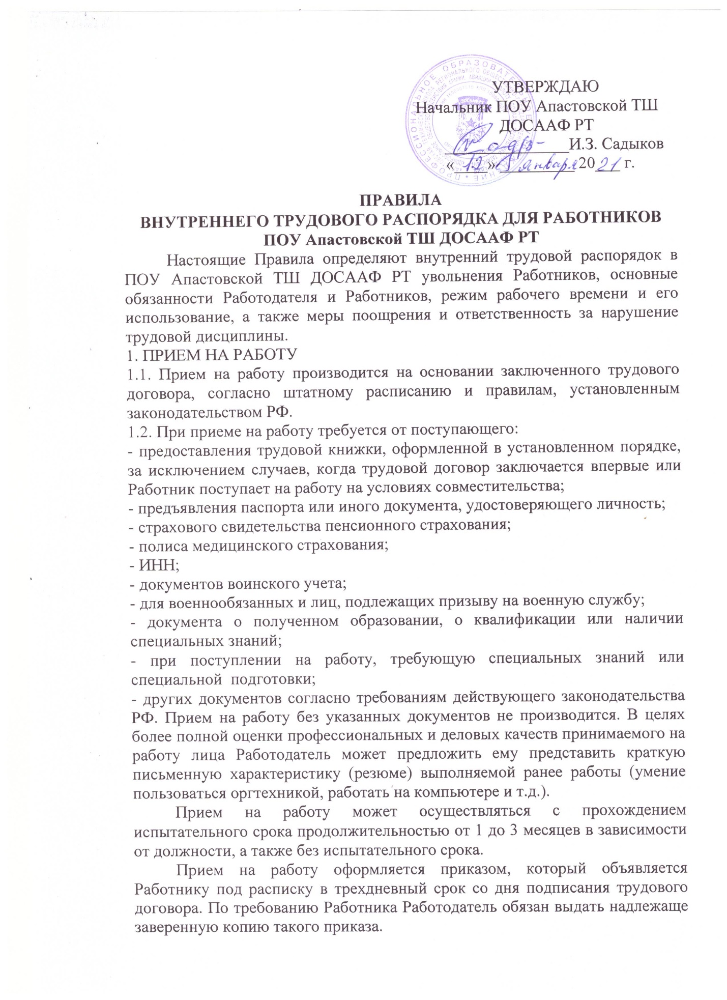 УТВЕРЖДАЮ
Начальник ПОУ Апастовской ТШ
ДОСААФ РТ
И.З. Садыков
« 12 » января 2021 г.
ПРАВИЛА
ВНУТРЕННЕГО ТРУДОВОГО РАСПОРЯДКА ДЛЯ РАБОТНИКОВ
ПОУ Апастовской ТШ ДОСААФ РТ
Настоящие Правила определяют внутренний трудовой распорядок в
ПОУ Апастовской ТШ ДОСААФ РТ увольнения Работников, основные
обязанности Работодателя и Работников, режим рабочего времени и его
использование, а также меры поощрения и ответственность за нарушение
трудовой дисциплины.
1. ПРИЕМ НА РАБОТУ
1.1. Прием на работу производится на основании заключенного трудового
договора, согласно штатному расписанию и правилам, установленным
законодательством РФ.
1.2. При приеме на работу требуется от поступающего:
- предоставления трудовой книжки, оформленной в установленном порядке,
за исключением случаев, когда трудовой договор заключается впервые или
Работник поступает на работу на условиях совместительства;
- предъявления паспорта или иного документа, удостоверяющего личность;
- страхового свидетельства пенсионного страхования;
- полиса медицинского страхования;
- ИНН;
- документов воинского учета;
- для военнообязанных и лиц, подлежащих призыву на военную службу;
- документа о полученном образовании, о квалификации или наличии
специальных знаний;
- при поступлении на работу, требующую специальных знаний или
специальной подготовки;
- других документов согласно требованиям действующего законодательства
РФ. Прием на работу без указанных документов не производится. В целях
более полной оценки профессиональных и деловых качеств принимаемого на
работу лица Работодатель может предложить ему представить краткую
письменную характеристику (резюме) выполняемой ранее работы (умение
пользоваться оргтехникой, работать на компьютере и т.д.).
Прием на работу может осуществляться с прохождением
испытательного срока продолжительностью от 1 до 3 месяцев в зависимости
от должности, а также без испытательного срока.
Прием на работу оформляется приказом, который объявляется
Работнику под расписку в трехдневный срок со дня подписания трудового
договора. По требованию Работника Работодатель обязан выдать надлежаще
заверенную копию такого приказа.